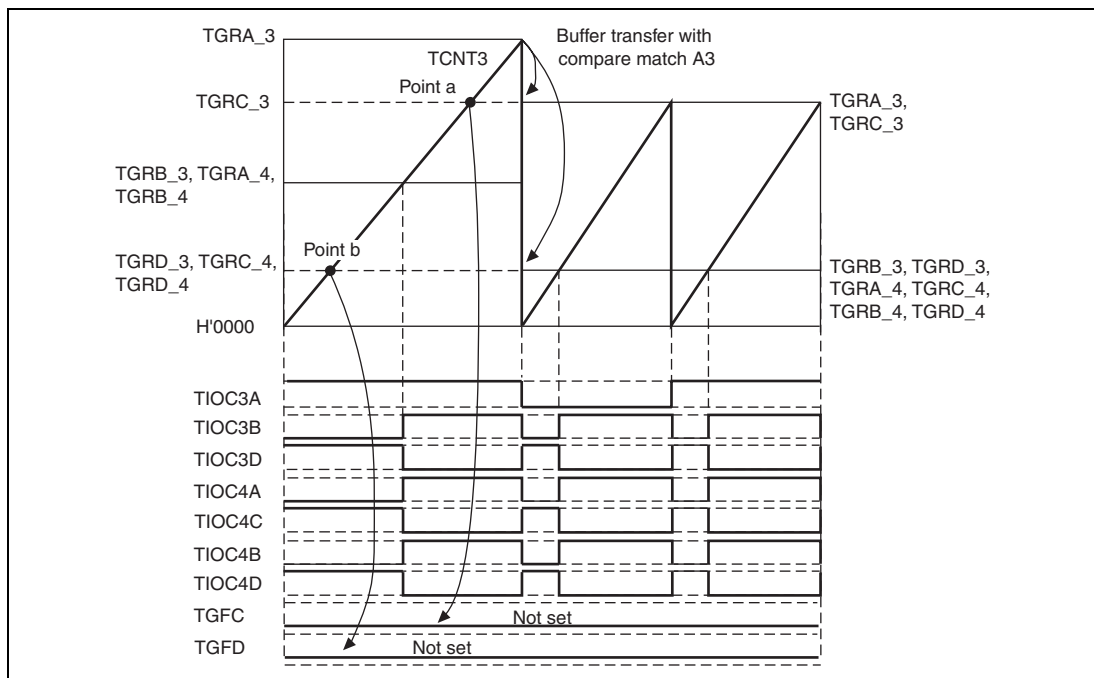 TGRA_3
TCNT3
Buffer transfer with
compare match A3
Point a
TGRC_3
TGRA_3,
TGRC_3
TGRB_3, TGRA_4,
TGRB_4
Point b
TGRD_3, TGRC_4,
TGRD_4
TGRB_3, TGRD_3,
TGRA_4, TGRC_4,
TGRB_4, TGRD_4
H'0000
TIOC3A
TIOC3B
TIOC3D
TIOC4A
TIOC4C
TIOC4B
TIOC4D
TGFC
Not set
TGFD
Not set